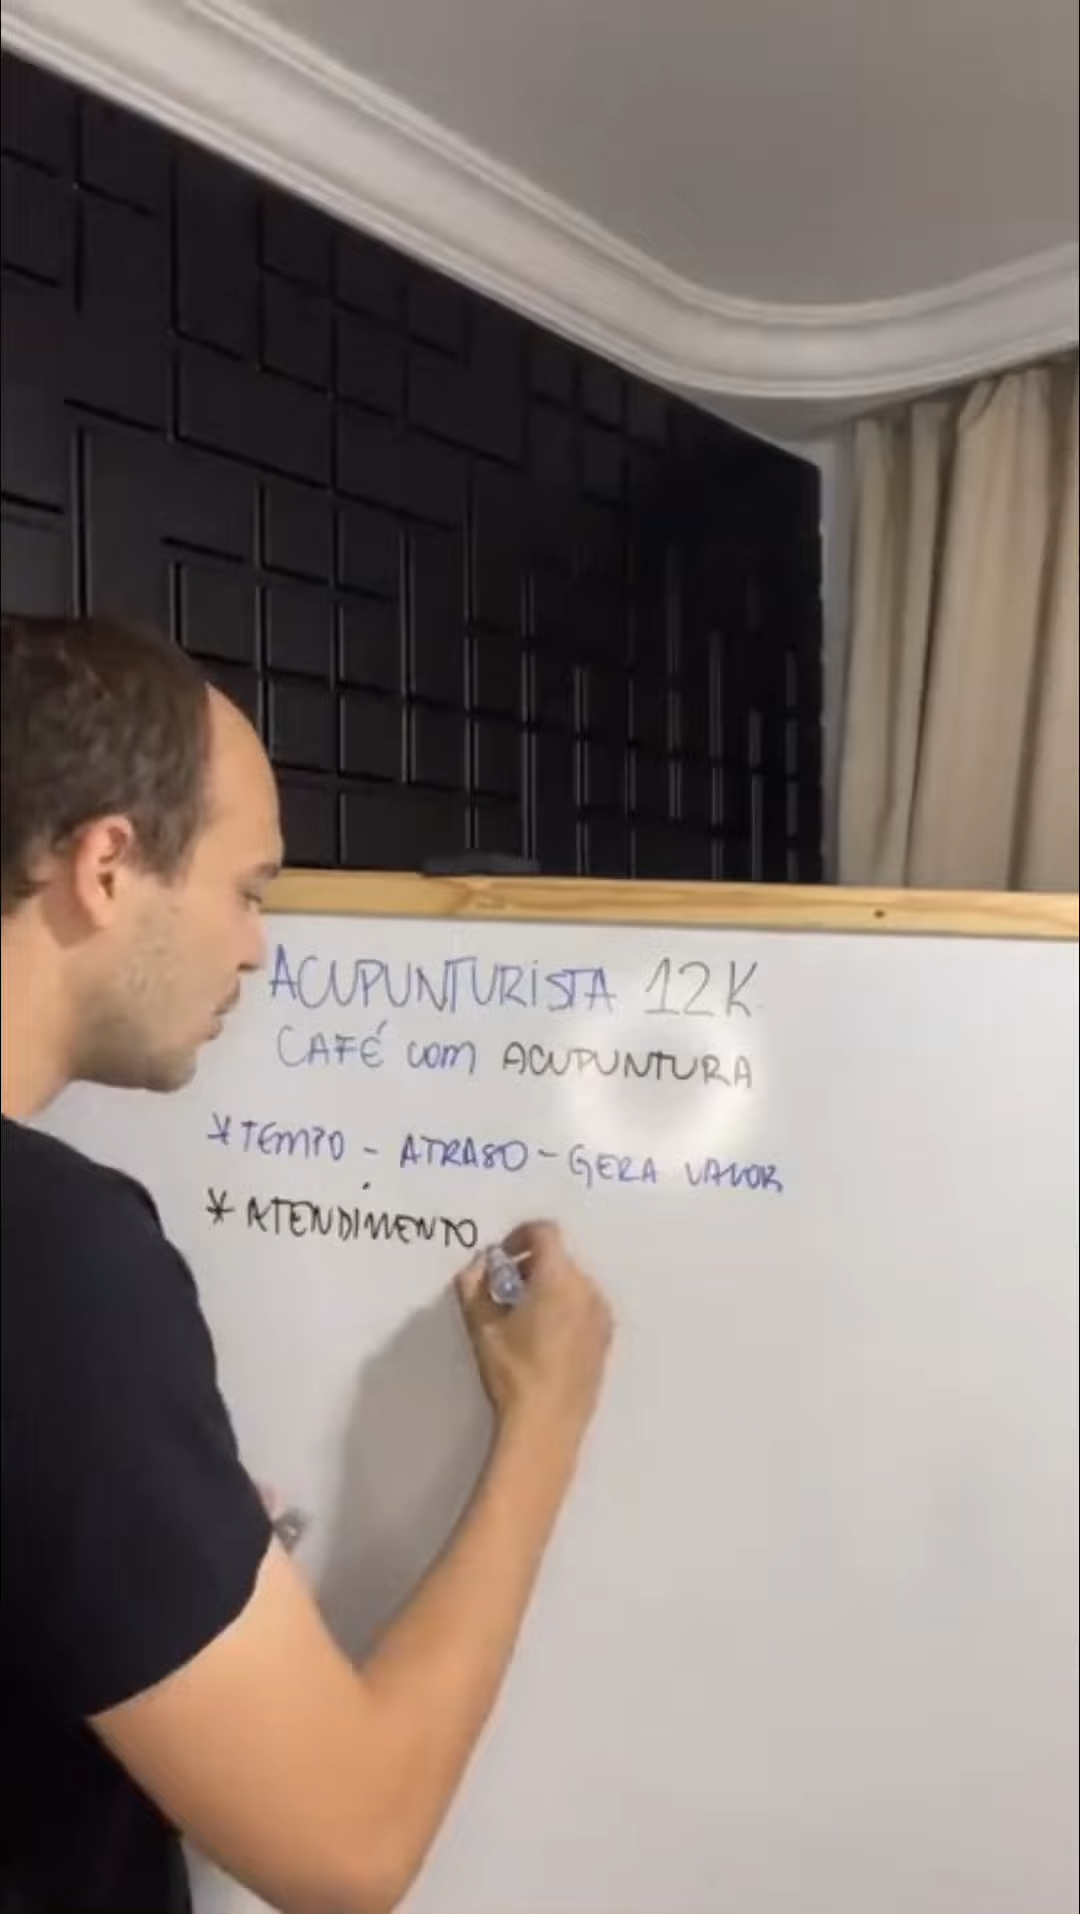 ACUPUNTURISTA 12K
CAFÉ com ACUPUNTURA
* TEMPO - ATRASO - GERA VALOR
* ATENDIMENTO